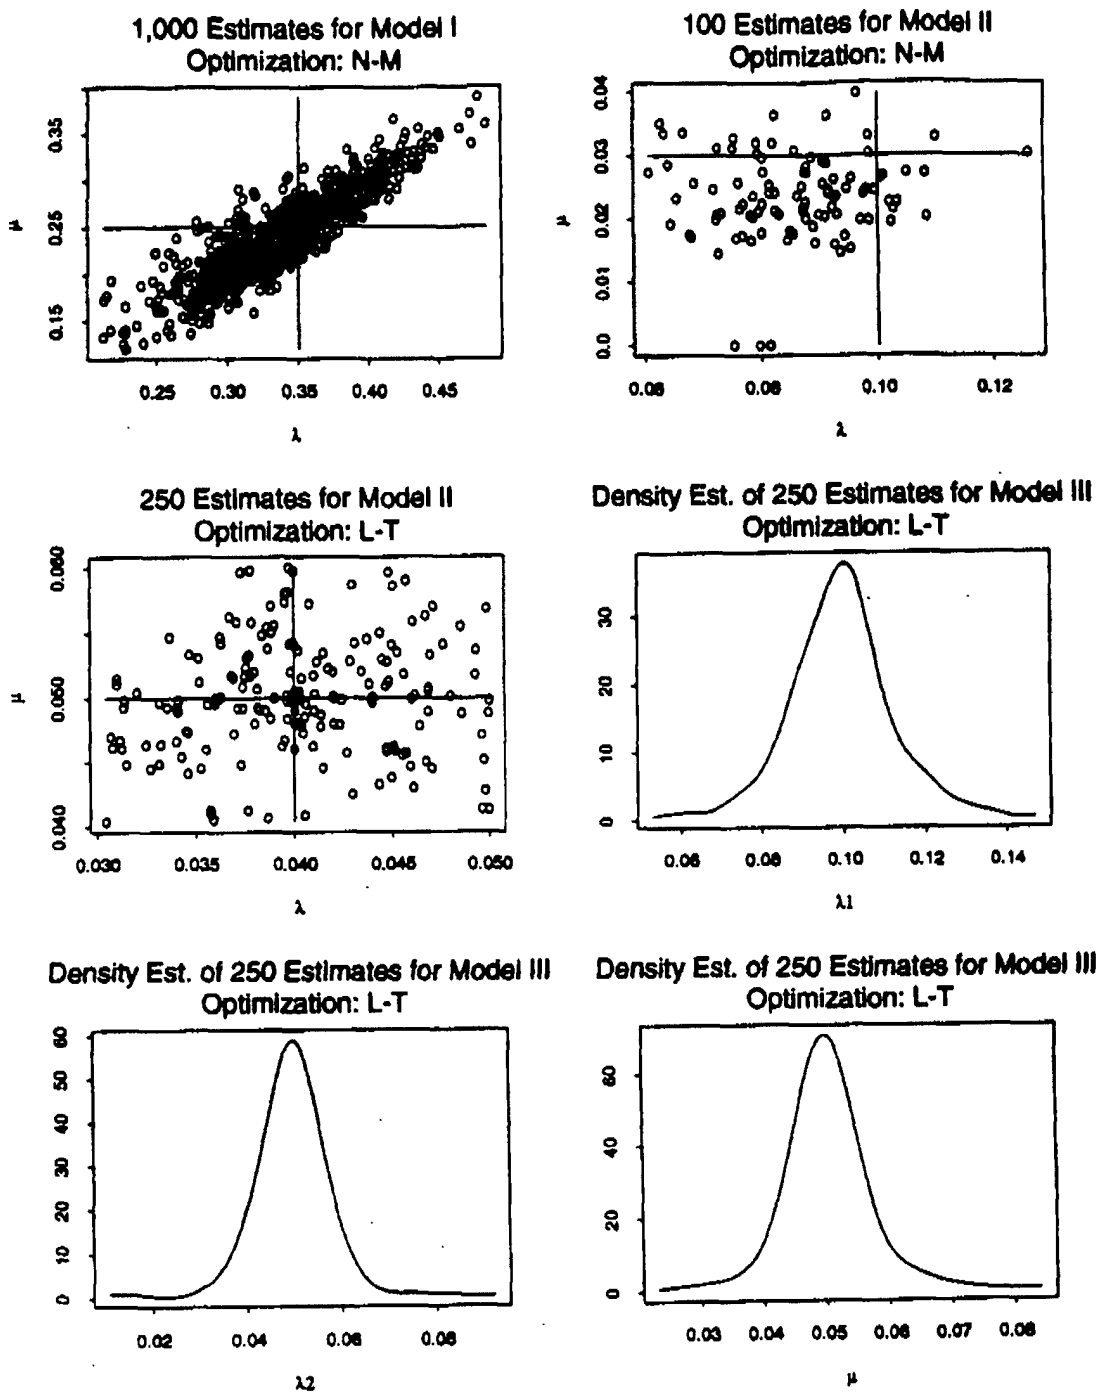 1,000 Estimates for Model I
Optimization: N-M
μ
0.15 0.25 0.35
0.25 0.30 0.35 0.40 0.45
λ
100 Estimates for Model II
Optimization: N-M
μ
0.0 0.01 0.02 0.03 0.04
0.06 0.08 0.10 0.12
λ
250 Estimates for Model II
Optimization: L-T
μ
0.040 0.050 0.060
0.030 0.035 0.040 0.045 0.050
λ
Density Est. of 250 Estimates for Model III
Optimization: L-T
0 10 20 30
0.06 0.08 0.10 0.12 0.14
λ1
Density Est. of 250 Estimates for Model III
Optimization: L-T
0 10 20 30 40 50 60
0.02 0.04 0.06 0.08
λ2
Density Est. of 250 Estimates for Model III
Optimization: L-T
0 20 40 60
0.03 0.04 0.05 0.06 0.07 0.08
μ